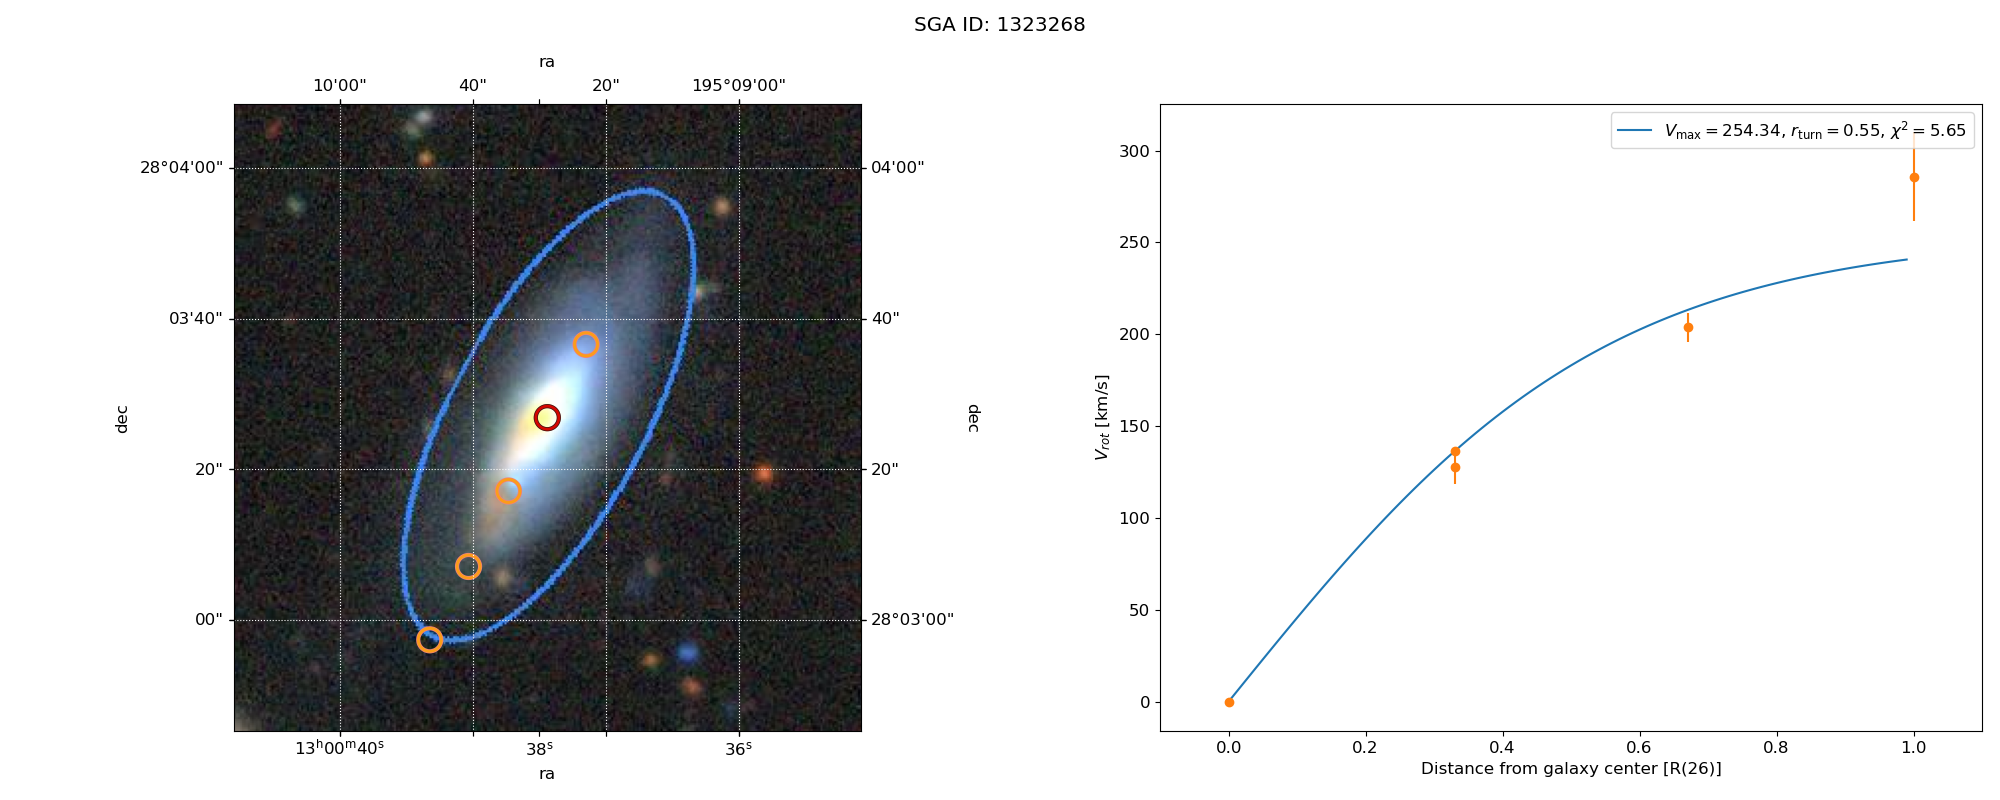 SGA ID: 1323268
ra
10'00" 40" 20" 195°09'00"
28°04'00" 04'00"
03'40" 40"
dec dec
20" 20"
00" 28°03'00"
13ʰ00ᵐ40ˢ 38ˢ 36ˢ
ra
V_max = 254.34, r_turn = 0.55, χ² = 5.65
300
250
200
150
100
50
0
V_rot [km/s]
0.0 0.2 0.4 0.6 0.8 1.0
Distance from galaxy center [R(26)]